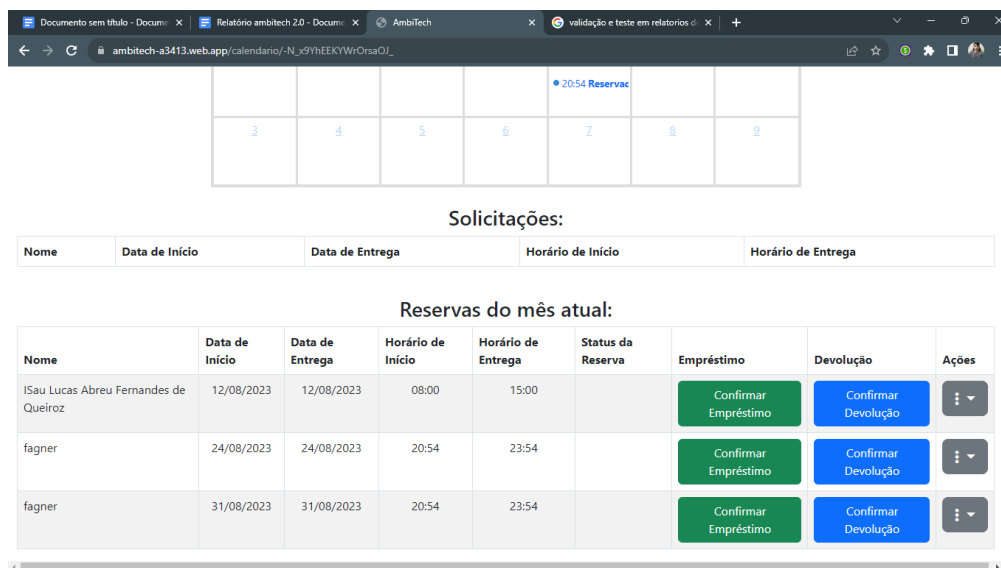 Documento sem título - Docume
Relatório ambitech 2.0 - Docume
AmbiTech
validação e teste em relatorios d
ambitech-a3413.web.app/calendario/-N_x9YhEEKYWrOrsaOJ_
20:54 Reservad
3 4 5 6 7 8 9
Solicitações:
Nome Data de Início Data de Entrega Horário de Início Horário de Entrega
Reservas do mês atual:
Nome Data de Início Data de Entrega Horário de Início Horário de Entrega Status da Reserva Empréstimo Devolução Ações
ISau Lucas Abreu Fernandes de Queiroz 12/08/2023 12/08/2023 08:00 15:00 Confirmar Empréstimo Confirmar Devolução
fagner 24/08/2023 24/08/2023 20:54 23:54 Confirmar Empréstimo Confirmar Devolução
fagner 31/08/2023 31/08/2023 20:54 23:54 Confirmar Empréstimo Confirmar Devolução